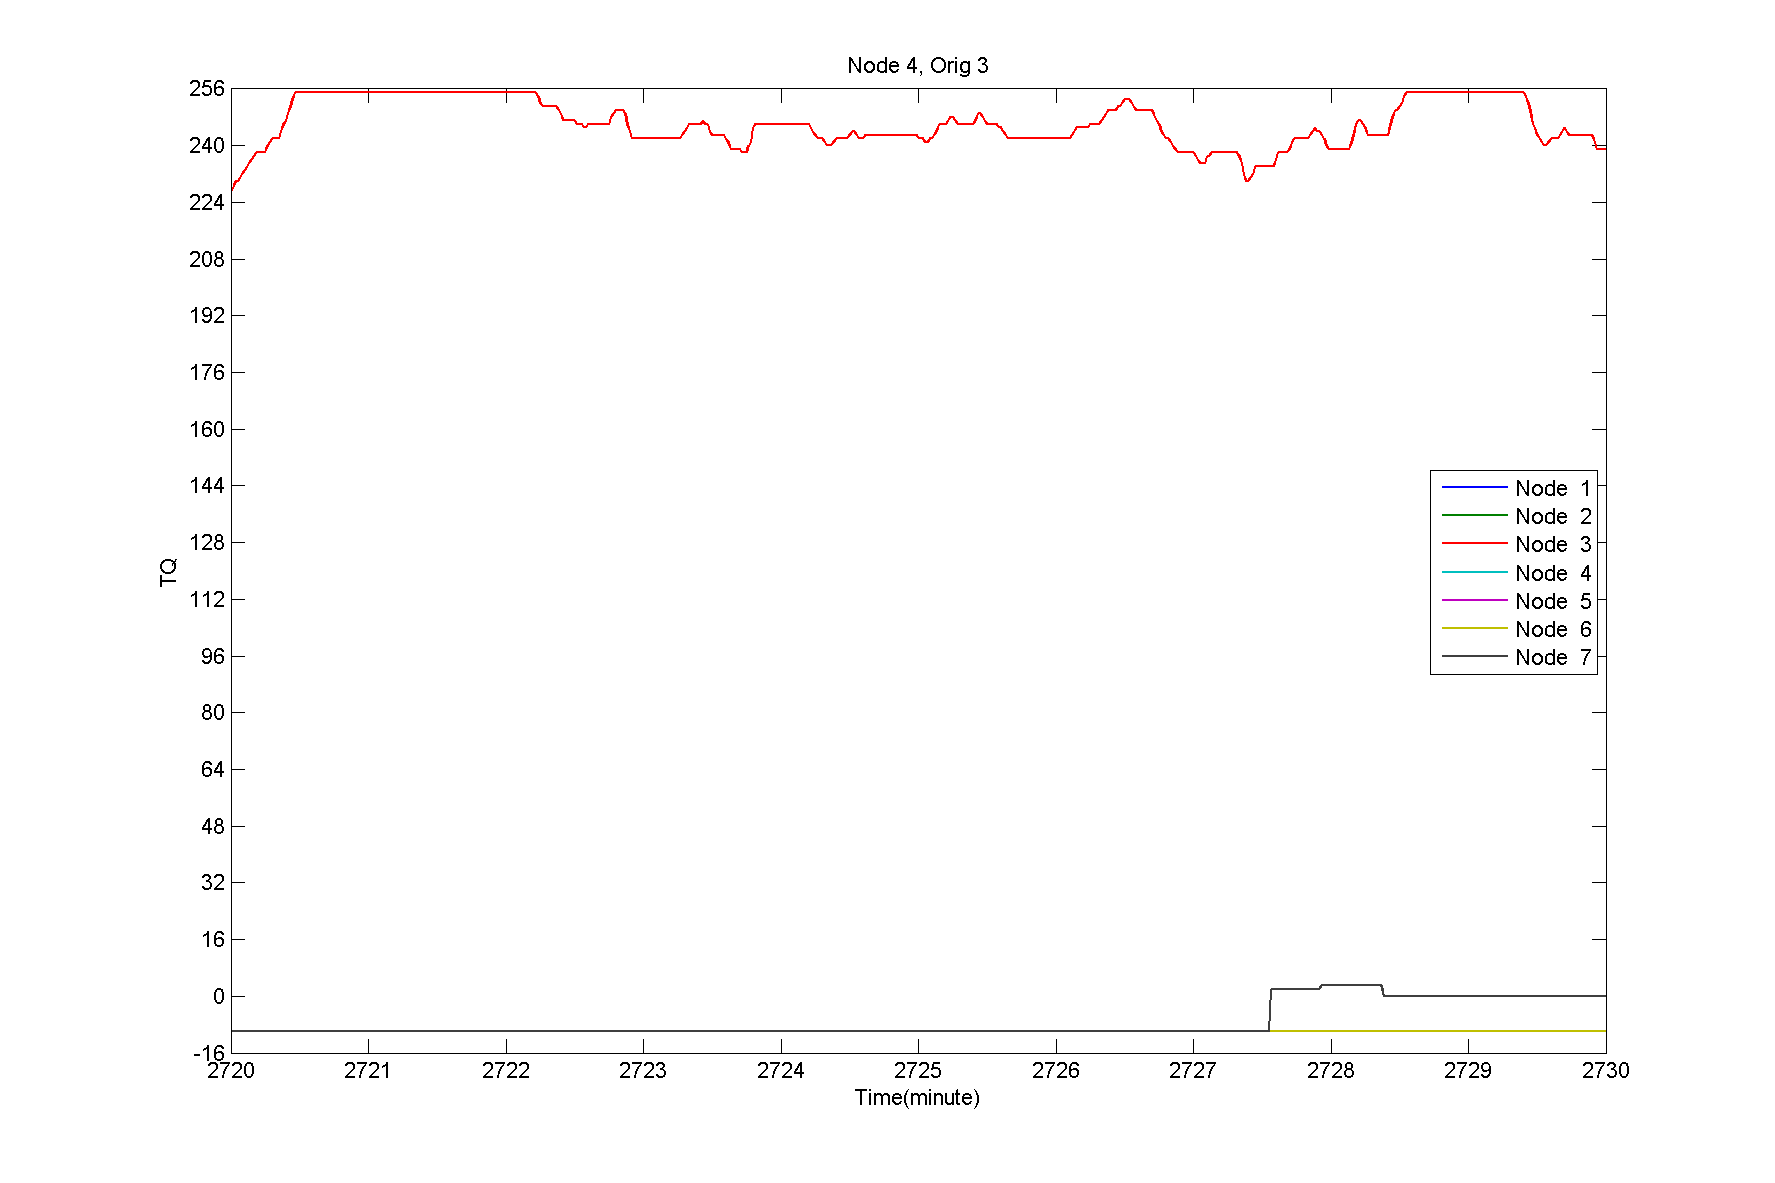 Node 4, Orig 3
256
240
224
208
192
176
160
144
128
112
96
80
64
48
32
16
0
-16
TQ
Node 1
Node 2
Node 3
Node 4
Node 5
Node 6
Node 7
2720 2721 2722 2723 2724 2725 2726 2727 2728 2729 2730
Time(minute)